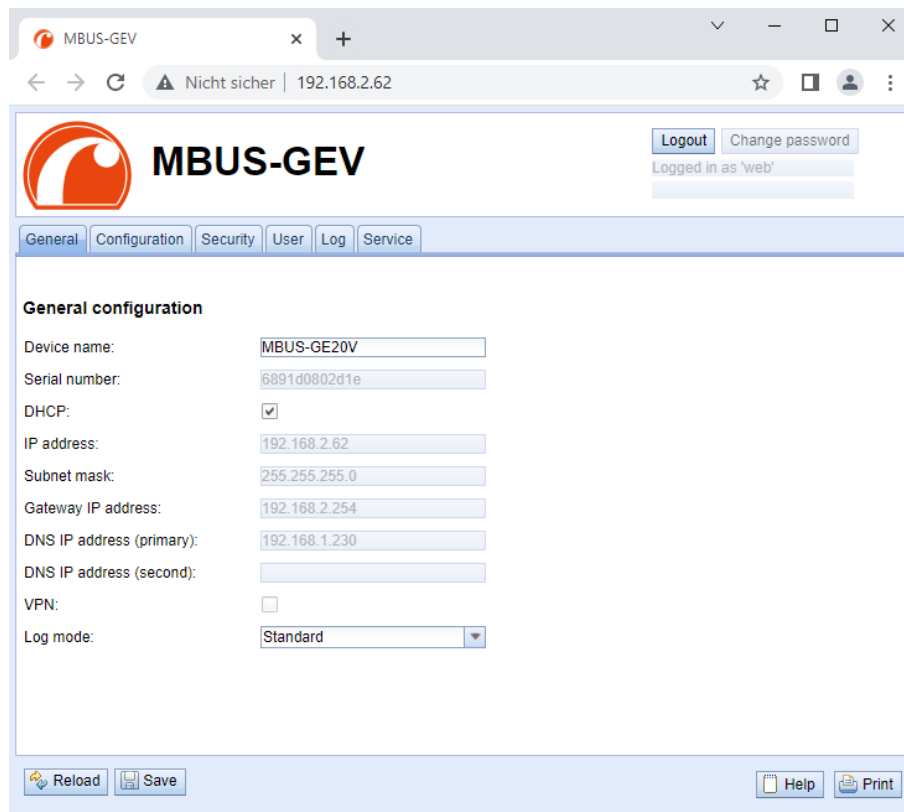 MBUS-GEV
Nicht sicher | 192.168.2.62
MBUS-GEV
Logout Change password
Logged in as 'web'
General Configuration Security User Log Service
General configuration
Device name: MBUS-GE20V
Serial number: 6891d0802d1e
DHCP:
IP address: 192.168.2.62
Subnet mask: 255.255.255.0
Gateway IP address: 192.168.2.254
DNS IP address (primary): 192.168.1.230
DNS IP address (second):
VPN:
Log mode: Standard
Reload Save Help Print